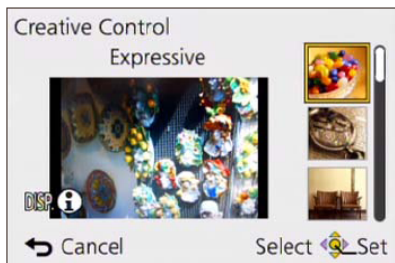 Creative Control
Expressive
DISP.
Cancel
Select Set